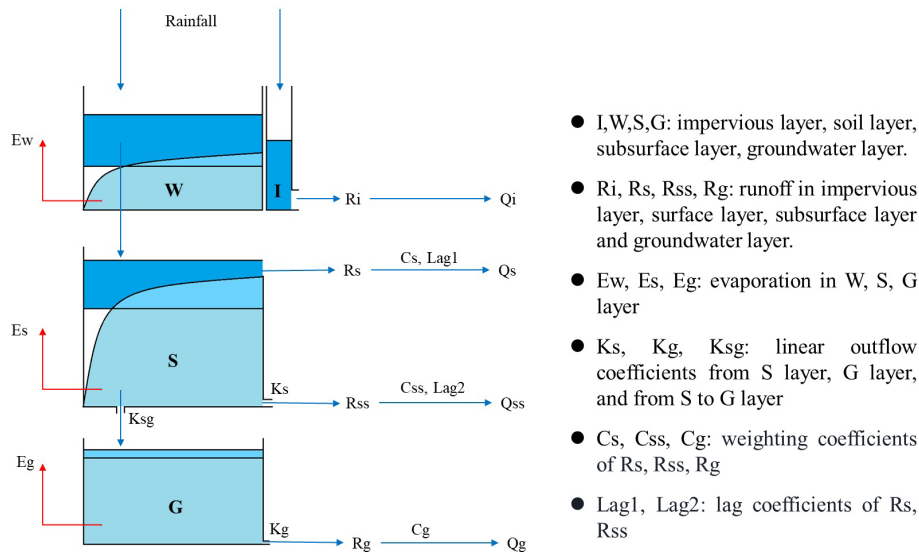 Rainfall
Ew
W
I
Ri
Qi
Rs
Cs, Lag1
Qs
Es
S
Ks
Ksg
Rss
Css, Lag2
Qss
Eg
G
Kg
Rg
Cg
Qg
● I,W,S,G: impervious layer, soil layer,
subsurface layer, groundwater layer.
● Ri, Rs, Rss, Rg: runoff in impervious
layer, surface layer, subsurface layer
and groundwater layer.
● Ew, Es, Eg: evaporation in W, S, G
layer
● Ks, Kg, Ksg: linear outflow
coefficients from S layer, G layer,
and from S to G layer
● Cs, Css, Cg: weighting coefficients
of Rs, Rss, Rg
● Lag1, Lag2: lag coefficients of Rs,
Rss